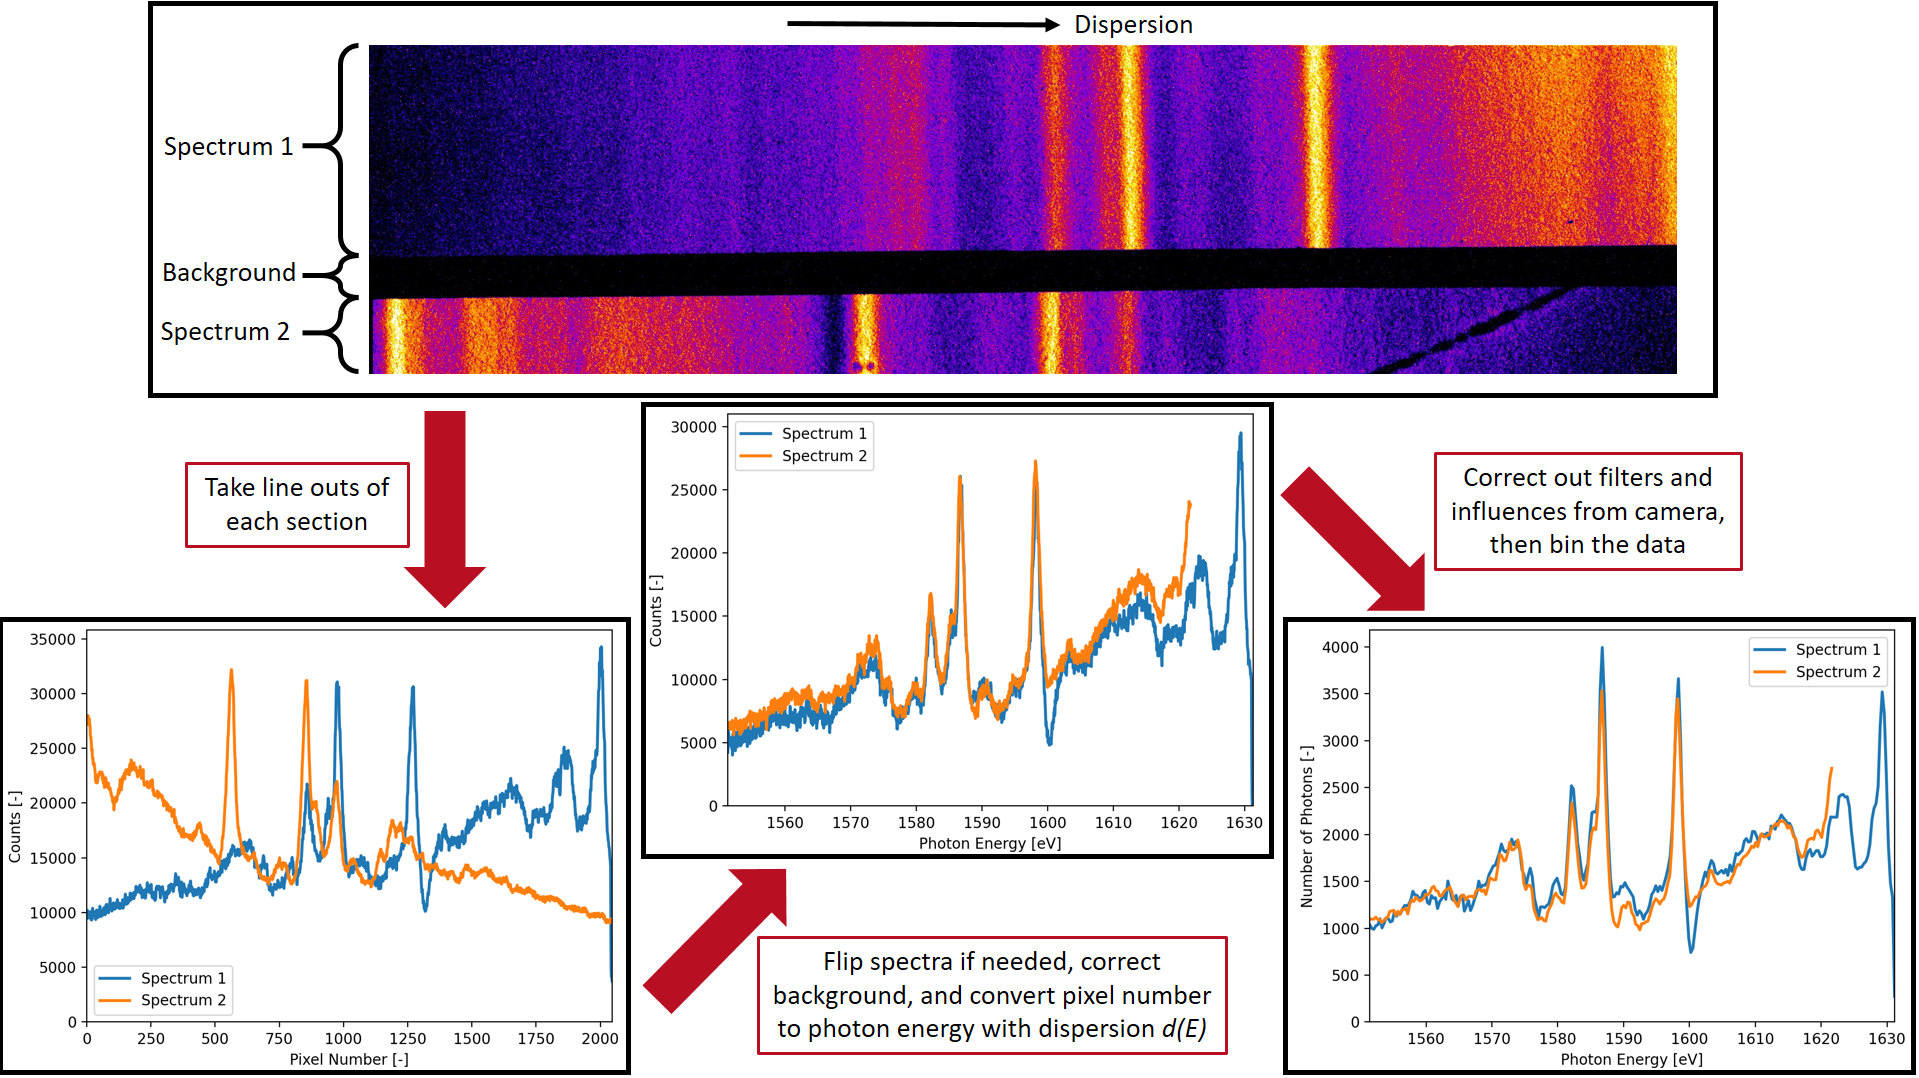 Dispersion
Spectrum 1
Background
Spectrum 2
Take line outs of
each section
Correct out filters and
influences from camera,
then bin the data
Flip spectra if needed, correct
background, and convert pixel number
to photon energy with dispersion d(E)
35000
30000
25000
20000
15000
10000
5000
0
Counts [-]
Spectrum 1
Spectrum 2
0 250 500 750 1000 1250 1500 1750 2000
Pixel Number [-]
30000
25000
20000
15000
10000
5000
0
Counts [-]
Spectrum 1
Spectrum 2
1560 1570 1580 1590 1600 1610 1620 1630
Photon Energy [eV]
4000
3500
3000
2500
2000
1500
1000
500
0
Number of Photons [-]
Spectrum 1
Spectrum 2
1560 1570 1580 1590 1600 1610 1620 1630
Photon Energy [eV]